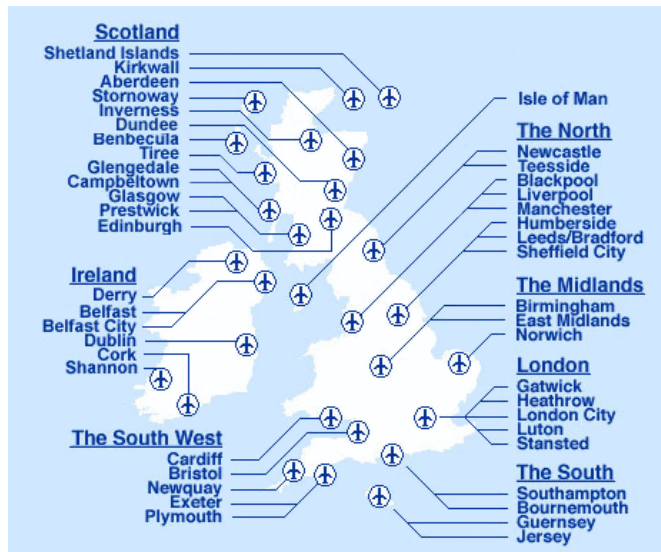 Scotland
Shetland Islands
Kirkwall
Aberdeen
Stornoway
Inverness
Dundee
Benbecula
Tiree
Glengedale
Campbeltown
Glasgow
Prestwick
Edinburgh
Ireland
Derry
Belfast
Belfast City
Dublin
Cork
Shannon
The South West
Cardiff
Bristol
Newquay
Exeter
Plymouth
Isle of Man
The North
Newcastle
Teesside
Blackpool
Liverpool
Manchester
Humberside
Leeds/Bradford
Sheffield City
The Midlands
Birmingham
East Midlands
Norwich
London
Gatwick
Heathrow
London City
Luton
Stansted
The South
Southampton
Bournemouth
Guernsey
Jersey